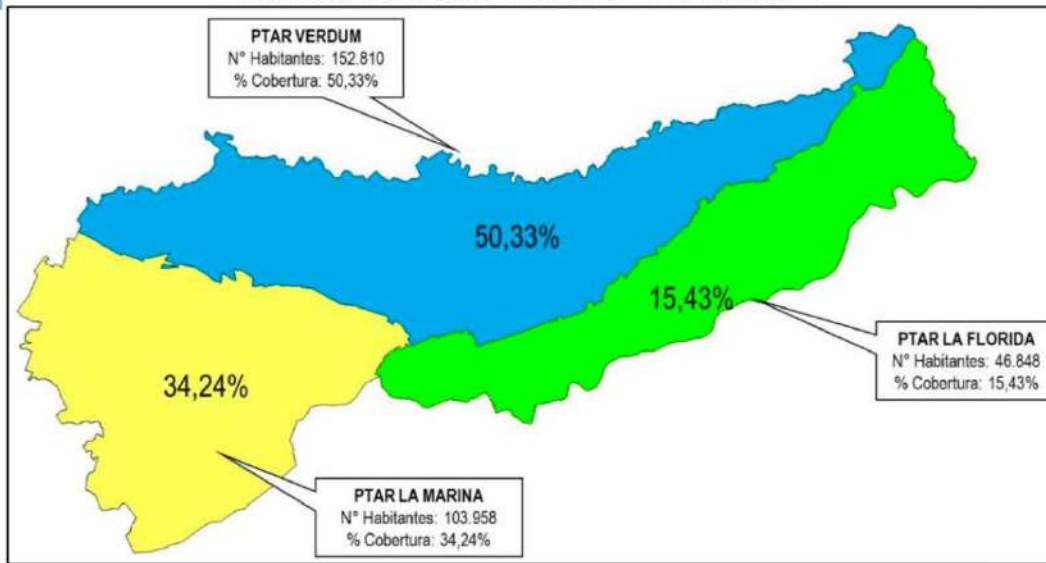 PTAR VERDUM
N° Habitantes: 152.810
% Cobertura: 50,33%
50,33%
15,43%
PTAR LA FLORIDA
N° Habitantes: 46.848
% Cobertura: 15,43%
34,24%
PTAR LA MARINA
N° Habitantes: 103.958
% Cobertura: 34,24%